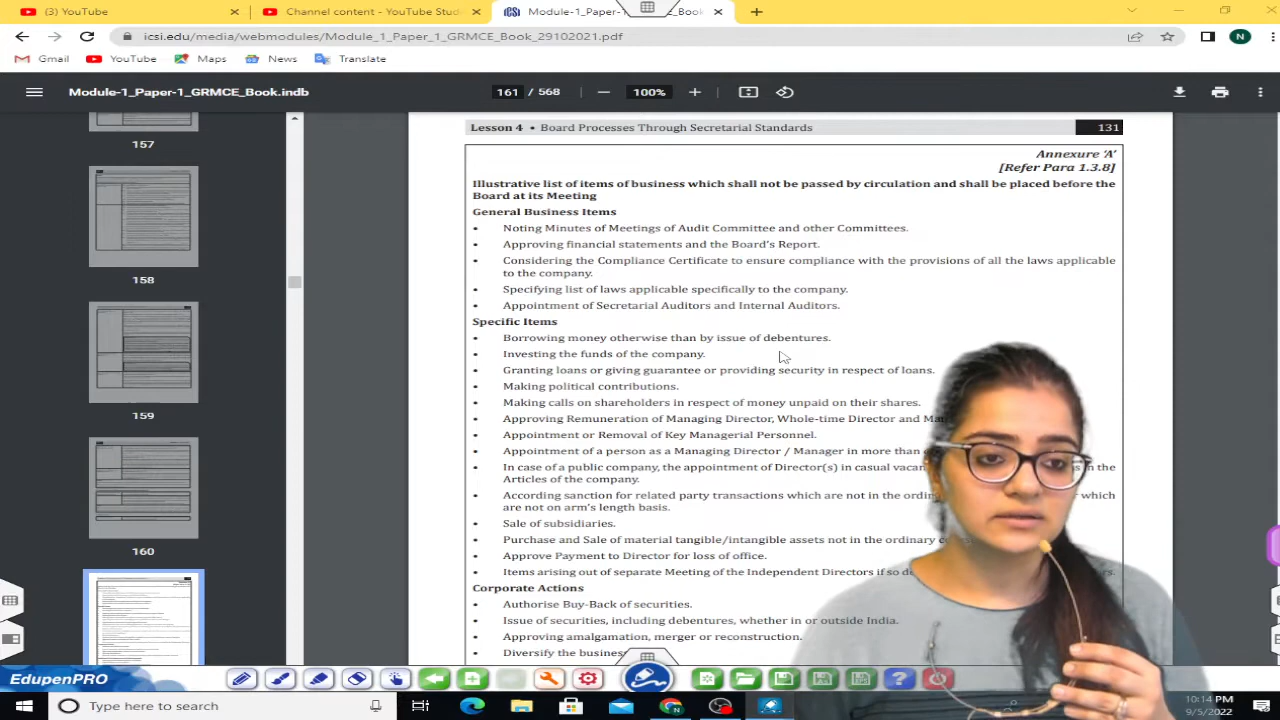 (3) YouTube
Channel content - YouTube Stud
ICSI
Module-1_Paper-1_GRMCE_Book_
icsi.edu/media/webmodules/Module_1_Paper_1_GRMCE_Book_29102021.pdf
N
Gmail
YouTube
Maps
News
Translate
Module-1_Paper-1_GRMCE_Book.indb
161 / 568
100%
157
158
159
160
Lesson 4 • Board Processes Through Secretarial Standards
131
Annexure 'A'
[Refer Para 1.3.8]
Illustrative list of items of business which shall not be passed by circulation and shall be placed before the
Board at its Meeting
General Business Items
• Noting Minutes of Meetings of Audit Committee and other Committees.
• Approving financial statements and the Board's Report.
• Considering the Compliance Certificate to ensure compliance with the provisions of all the laws applicable
to the company.
• Specifying list of laws applicable specifically to the company.
• Appointment of Secretarial Auditors and Internal Auditors.
Specific Items
• Borrowing money otherwise than by issue of debentures.
• Investing the funds of the company.
• Granting loans or giving guarantee or providing security in respect of loans.
• Making political contributions.
• Making calls on shareholders in respect of money unpaid on their shares.
• Approving Remuneration of Managing Director, Whole-time Director and
• Appointment or Removal of Key Managerial Personnel.
• Appointment of a person as a Managing Director / Manager in more than
• In case of a public company, the appointment of Director(s) in casual in the
Articles of the company.
• According sanction for related party transactions which are not in the which
are not on arm's length basis.
• Sale of subsidiaries.
• Purchase and Sale of material tangible/intangible assets not in the ordinary
• Approve Payment to Director for loss of office.
• Items arising out of separate Meeting of the Independent Directors if so
Corporate Actions
• Authorise Buy-Back of securities.
• Issue of securities, including debentures, whether in or outside India.
• Approving amalgamation, merger or reconstruction.
• Diversify the business
EdupenPRO
Type here to search
10:14 PM
9/5/2022